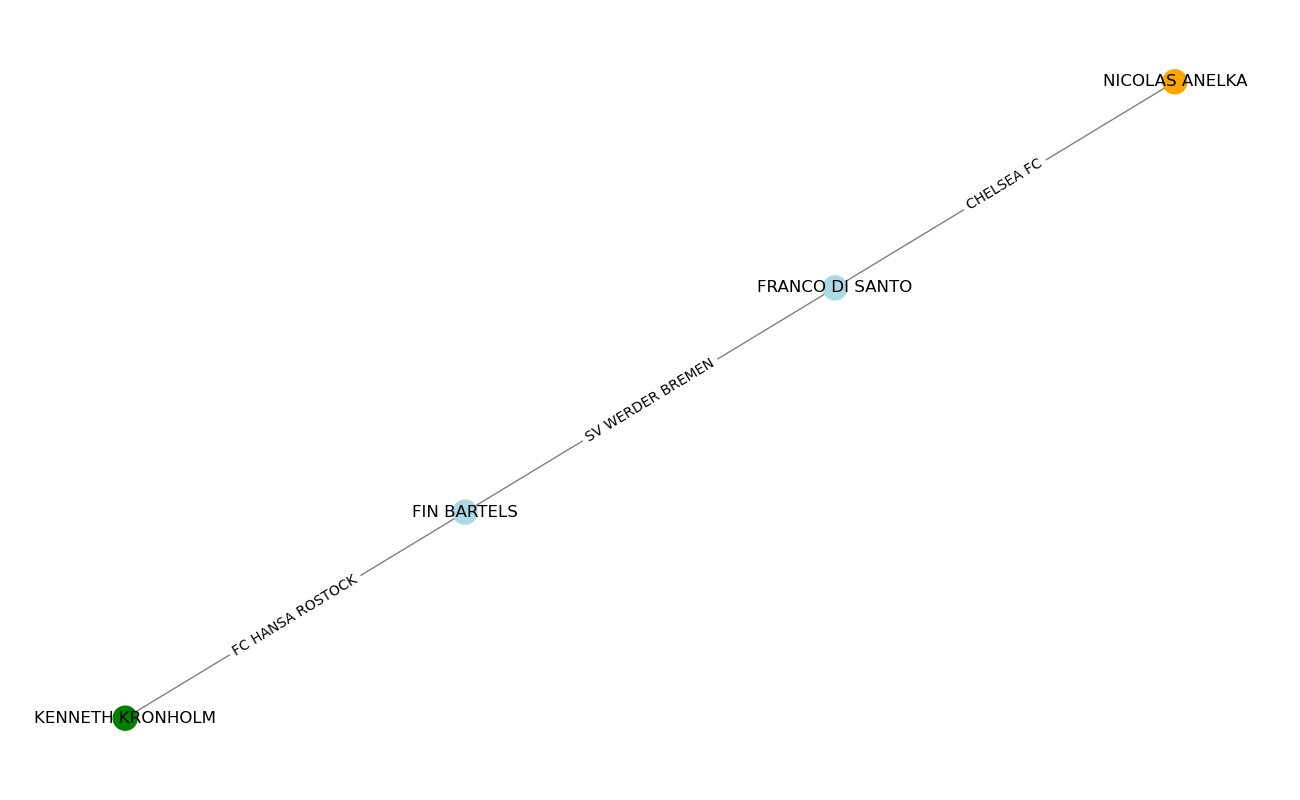 NICOLAS ANELKA
CHELSEA FC
FRANCO DI SANTO
SV WERDER BREMEN
FIN BARTELS
FC HANSA ROSTOCK
KENNETH KRONHOLM